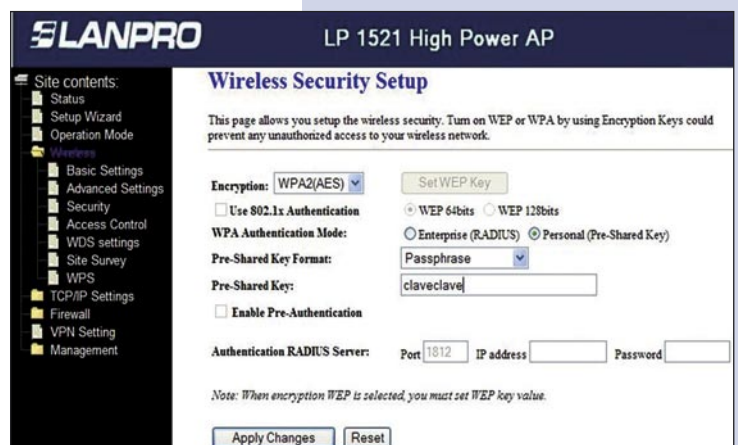 LANPRO
LP 1521 High Power AP
Site contents:
Status
Setup Wizard
Operation Mode
Wireless
Basic Settings
Advanced Settings
Security
Access Control
WDS settings
Site Survey
WPS
TCP/IP Settings
Firewall
VPN Setting
Management
Wireless Security Setup
This page allows you setup the wireless security. Turn on WEP or WPA by using Encryption Keys could
prevent any unauthorized access to your wireless network.
Encryption: WPA2(AES) Set WEP Key
Use 802.1x Authentication WEP 64bits WEP 128bits
WPA Authentication Mode: Enterprise (RADIUS) Personal (Pre-Shared Key)
Pre-Shared Key Format: Passphrase
Pre-Shared Key: claveclave
Enable Pre-Authentication
Authentication RADIUS Server: Port 1812 IP address Password
Note: When encryption WEP is selected, you must set WEP key value.
Apply Changes Reset